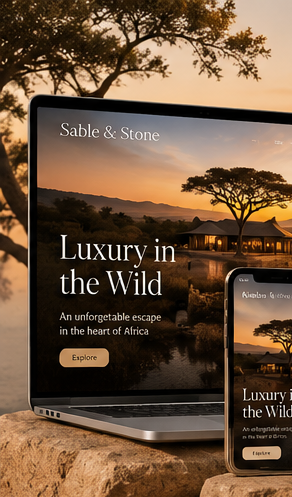 Sable & Stone
Luxury in
the Wild
An unforgettable escape
in the heart of Africa
Explore
Luxury i
the Wild
Explore